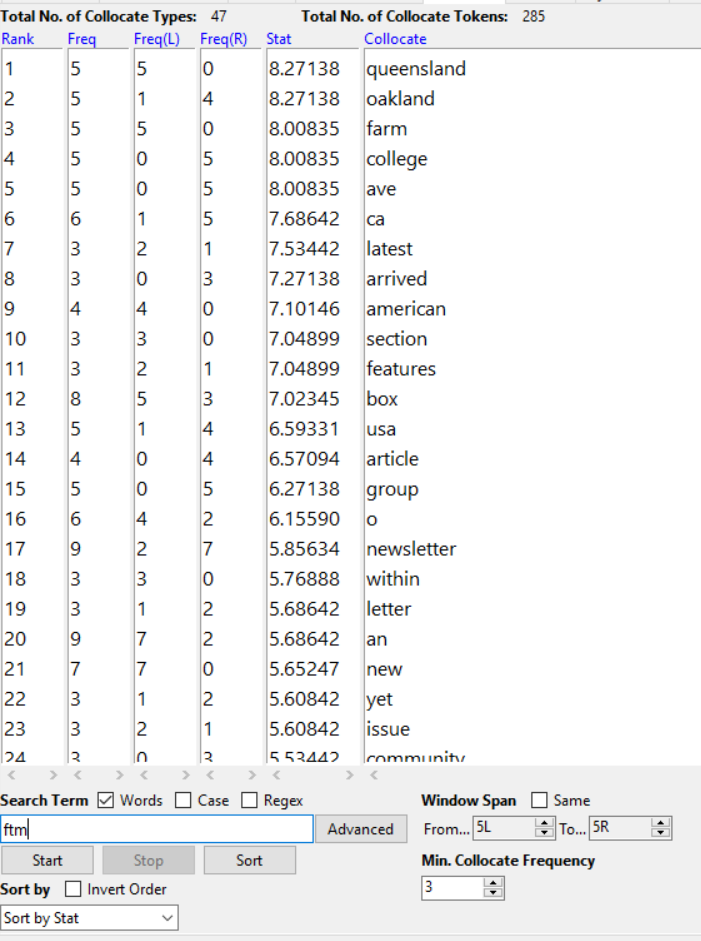 Total No. of Collocate Types: 47 Total No. of Collocate Tokens: 285
Rank Freq Freq(L) Freq(R) Stat Collocate
1 5 5 0 8.27138 queensland
2 5 1 4 8.27138 oakland
3 5 5 0 8.00835 farm
4 5 0 5 8.00835 college
5 5 0 5 8.00835 ave
6 6 1 5 7.68642 ca
7 3 2 1 7.53442 latest
8 3 0 3 7.27138 arrived
9 4 4 0 7.10146 american
10 3 3 0 7.04899 section
11 3 2 1 7.04899 features
12 8 5 3 7.02345 box
13 5 1 4 6.59331 usa
14 4 0 4 6.57094 article
15 5 0 5 6.27138 group
16 6 4 2 6.15590 o
17 9 2 7 5.85634 newsletter
18 3 3 0 5.76888 within
19 3 1 2 5.68642 letter
20 9 7 2 5.68642 an
21 7 7 0 5.65247 new
22 3 1 2 5.60842 yet
23 3 2 1 5.60842 issue
24 3 0 3 5.53442 community
Search Term Words Case Regex Window Span Same
ftm Advanced From... 5L To... 5R
Start Stop Sort Min. Collocate Frequency
Sort by Invert Order 3
Sort by Stat